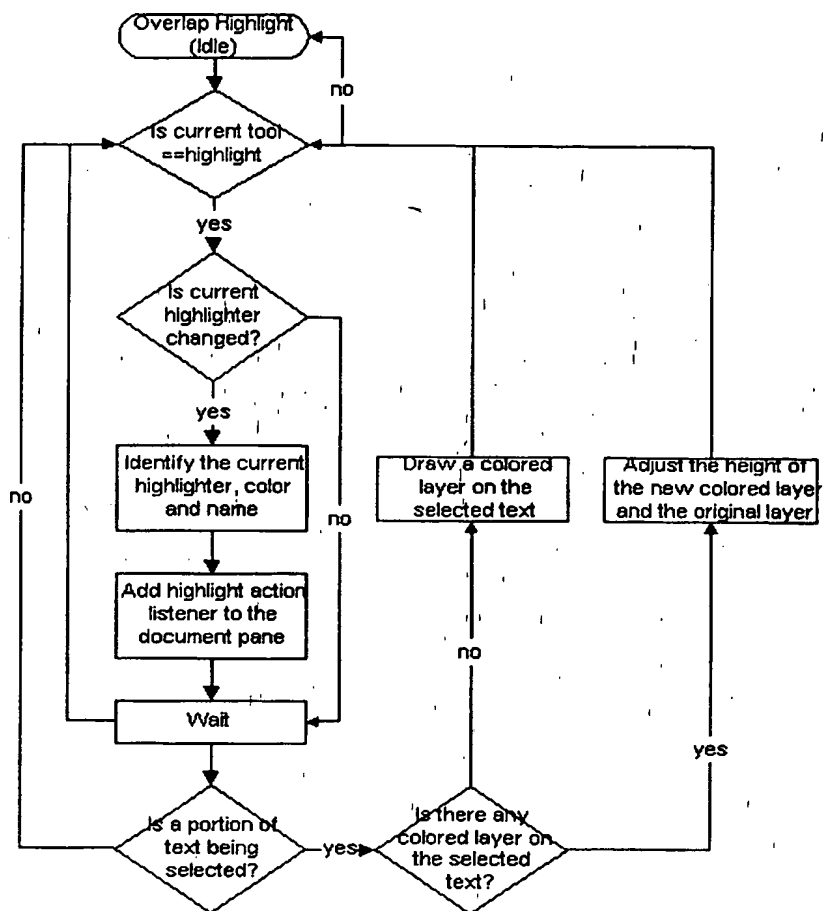 Overlap Highlight
(Idle)
no
Is current tool
==highlight
yes
Is current
highlighter
changed?
yes
Identify the current
highlighter, color
and name
no
no
Draw a colored
layer on the
selected text
Adjust the height of
the new colored layer
and the original layer
Add highlight action
listener to the
document pane
no
Wait
yes
Is a portion of
text being
selected?
yes
Is there any
colored layer on
the selected
text?